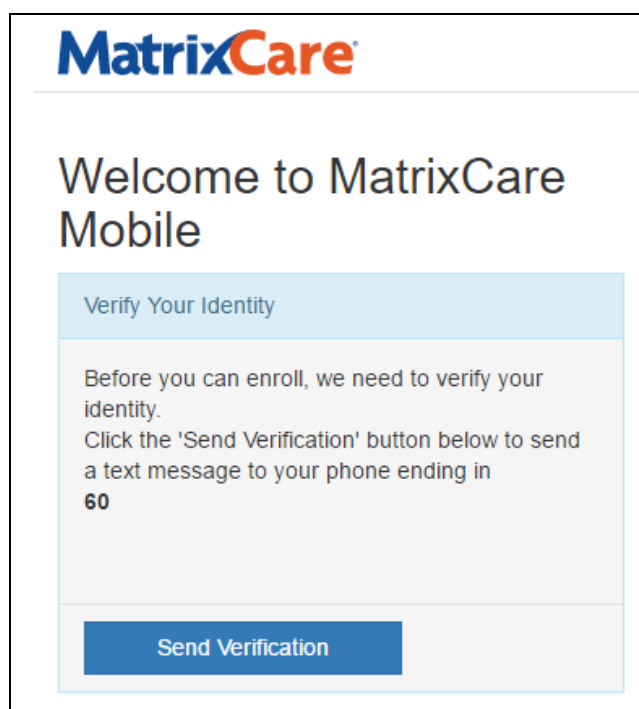 MatrixCare®
Welcome to MatrixCare
Mobile
Verify Your Identity
Before you can enroll, we need to verify your
identity.
Click the 'Send Verification' button below to send
a text message to your phone ending in
60
Send Verification